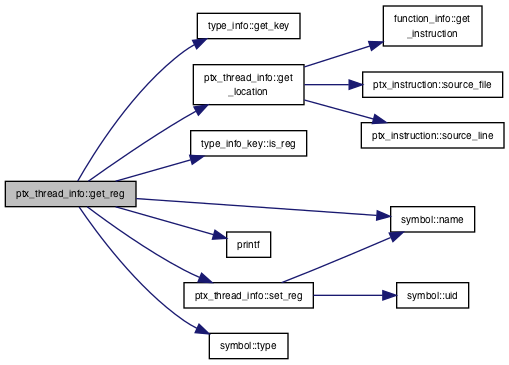 type_info::get_key
function_info::get
_instruction
ptx_thread_info::get
_location
ptx_instruction::source_file
ptx_instruction::source_line
type_info_key::is_reg
ptx_thread_info::get_reg
symbol::name
printf
ptx_thread_info::set_reg
symbol::uid
symbol::type